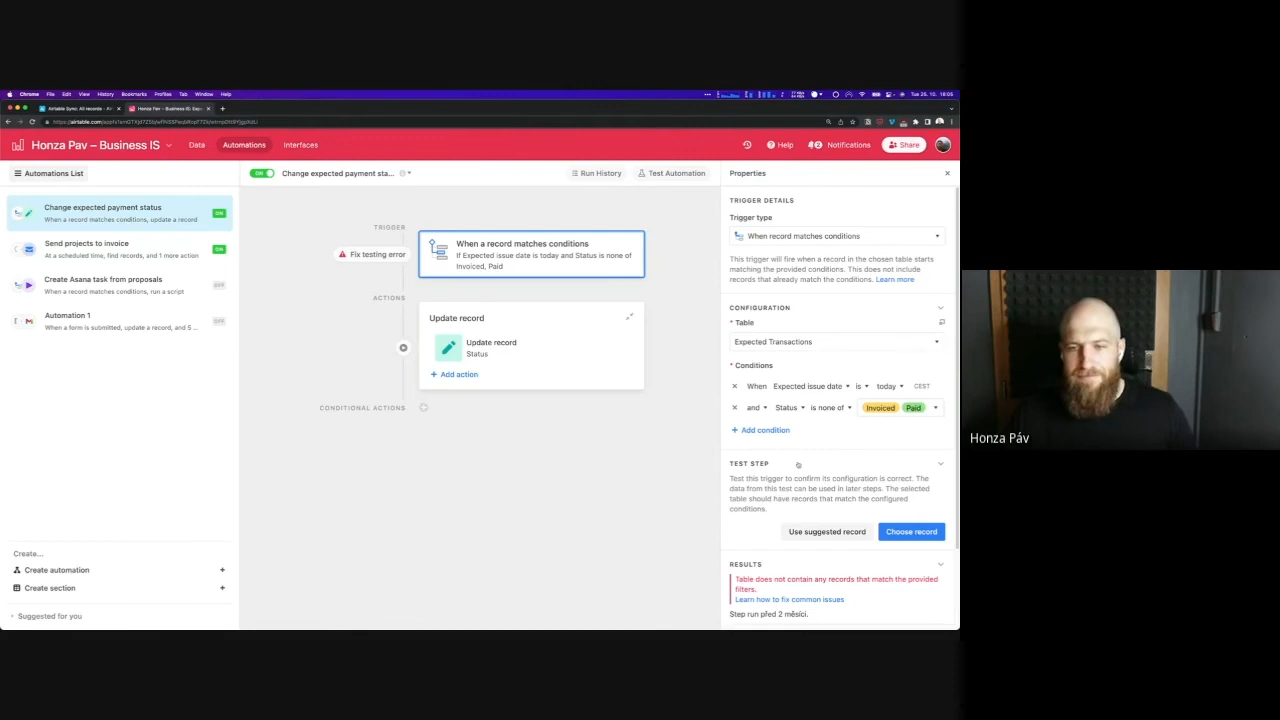 Chrome File Edit View History Bookmarks Profiles Tab Window Help
Tue 25. 10. 18:05
Airtable Sync: All records - Air
Honza Pav – Business IS: Exp
Honza Pav – Business IS
Data
Automations
Interfaces
Help
2
Notifications
Share
Automations List
ON
Change expected payment sta...
Run History
Test Automation
Properties
Change expected payment status
When a record matches conditions, update a record
ON
Send projects to invoice
At a scheduled time, find records, and 1 more action
ON
Create Asana task from proposals
When a record matches conditions, run a script
OFF
Automation 1
When a form is submitted, update a record, and 5 ...
OFF
Create...
Create automation
+
Create section
+
Suggested for you
TRIGGER
Fix testing error
When a record matches conditions
If Expected issue date is today and Status is none of
Invoiced, Paid
ACTIONS
Update record
Update record
Status
+ Add action
CONDITIONAL ACTIONS
TRIGGER DETAILS
Trigger type
When record matches conditions
This trigger will fire when a record in the chosen table starts
matching the provided conditions. This does not include
records that already match the conditions. Learn more
CONFIGURATION
* Table
Expected Transactions
* Conditions
When Expected issue date is today CEST
and Status is none of Invoiced Paid
+ Add condition
TEST STEP
Test this trigger to confirm its configuration is correct. The
data from this test can be used in later steps. The selected
table should have records that match the configured
conditions.
Use suggested record
Choose record
RESULTS
Table does not contain any records that match the provided
filters.
Learn how to fix common issues
Step run před 2 měsíci.
Honza Páv